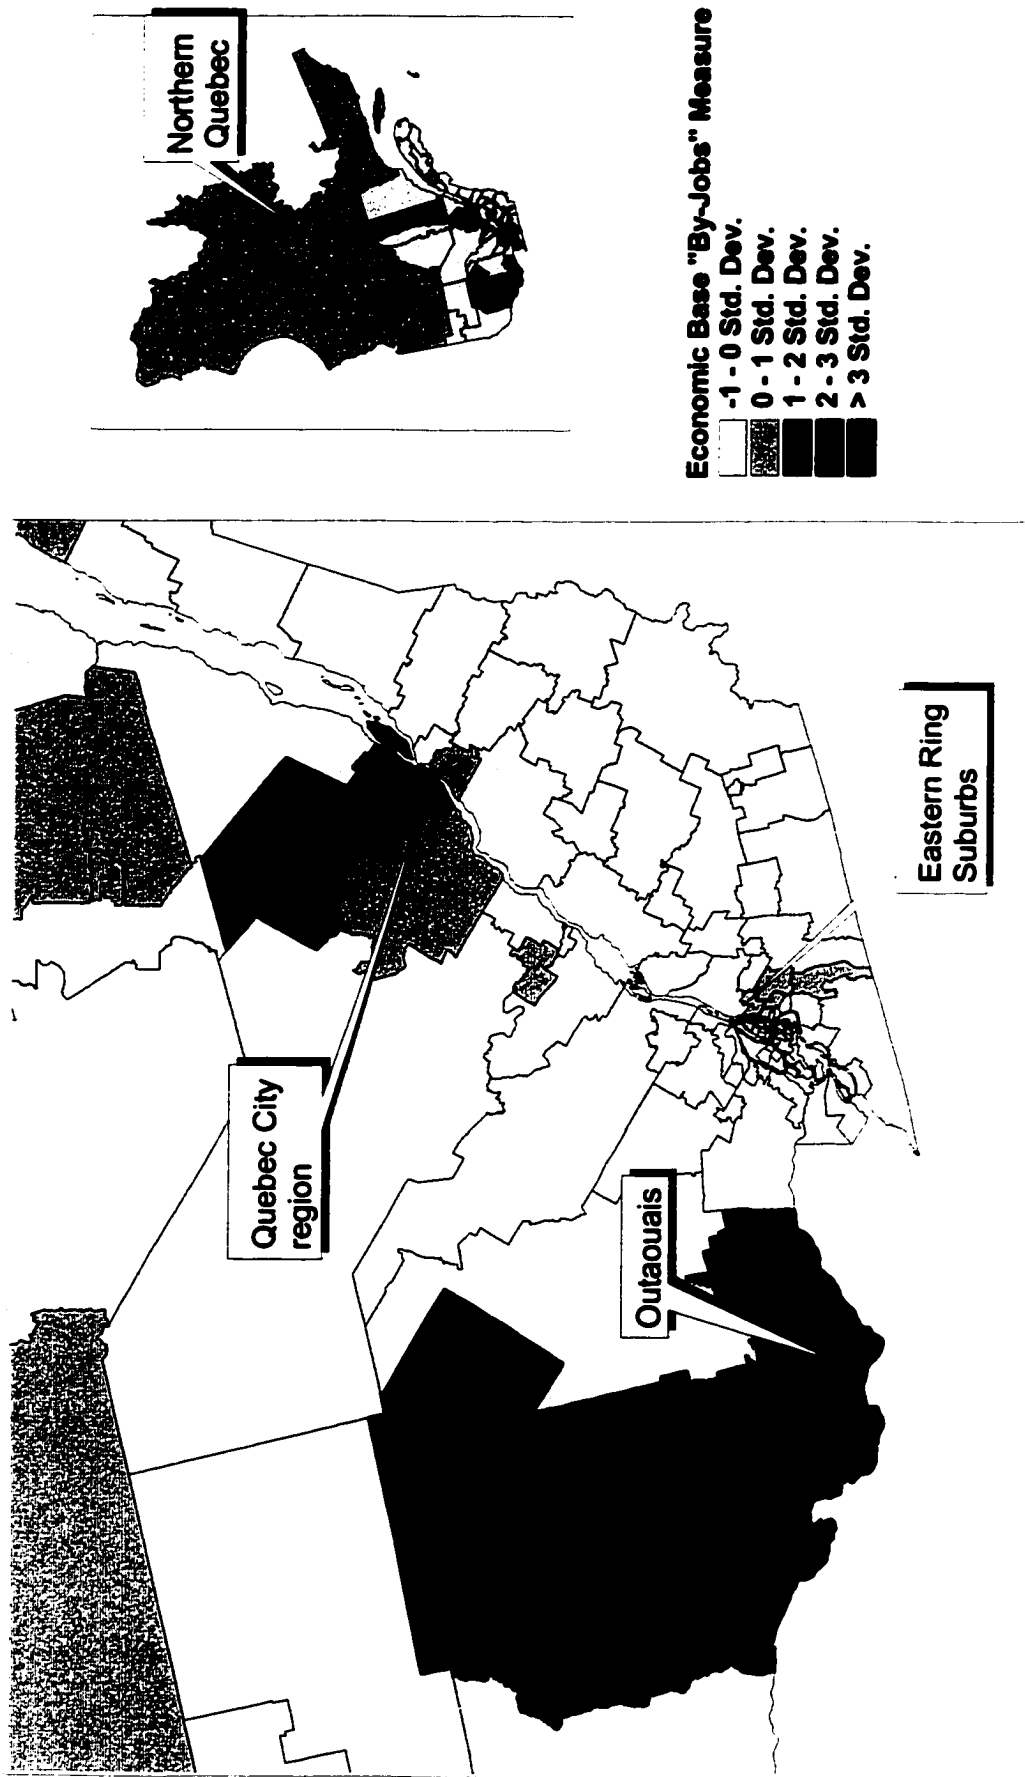 Northern
Quebec
Economic Base "By-Jobs" Measure
-1 - 0 Std. Dev.
0 - 1 Std. Dev.
1 - 2 Std. Dev.
2 - 3 Std. Dev.
> 3 Std. Dev.
Quebec City
region
Outaouais
Eastern Ring
Suburbs